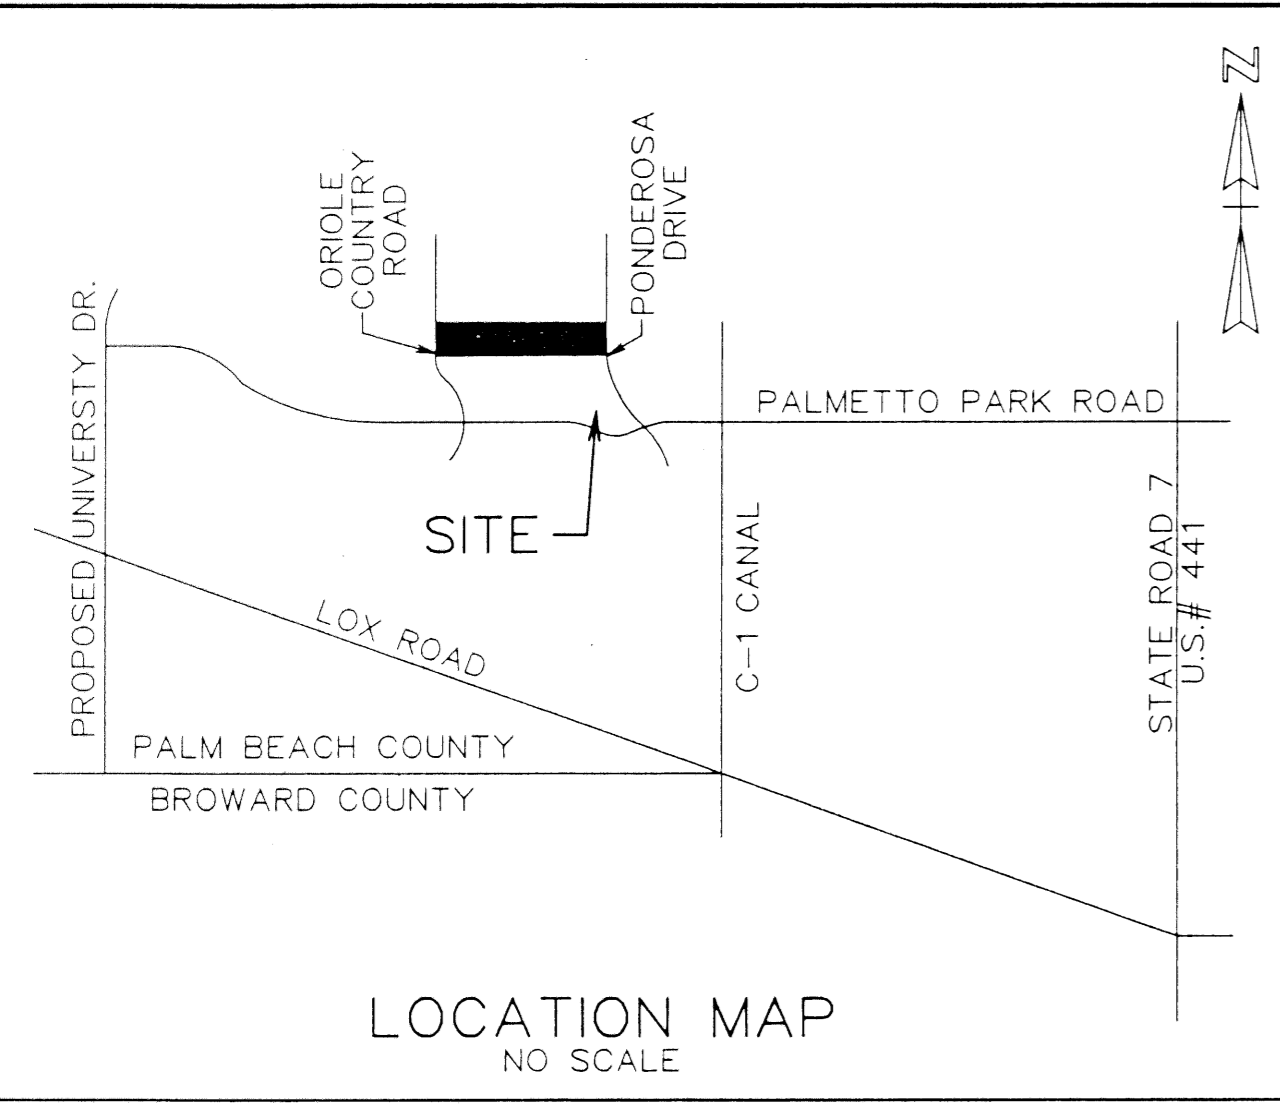 N
ORIOLE
COUNTRY
ROAD
PONDEROSA
DRIVE
PROPOSED UNIVERSTY DR.
PALMETTO PARK ROAD
SITE
C-1 CANAL
STATE ROAD 7
U.S.# 441
LOX ROAD
PALM BEACH COUNTY
BROWARD COUNTY
LOCATION MAP
NO SCALE